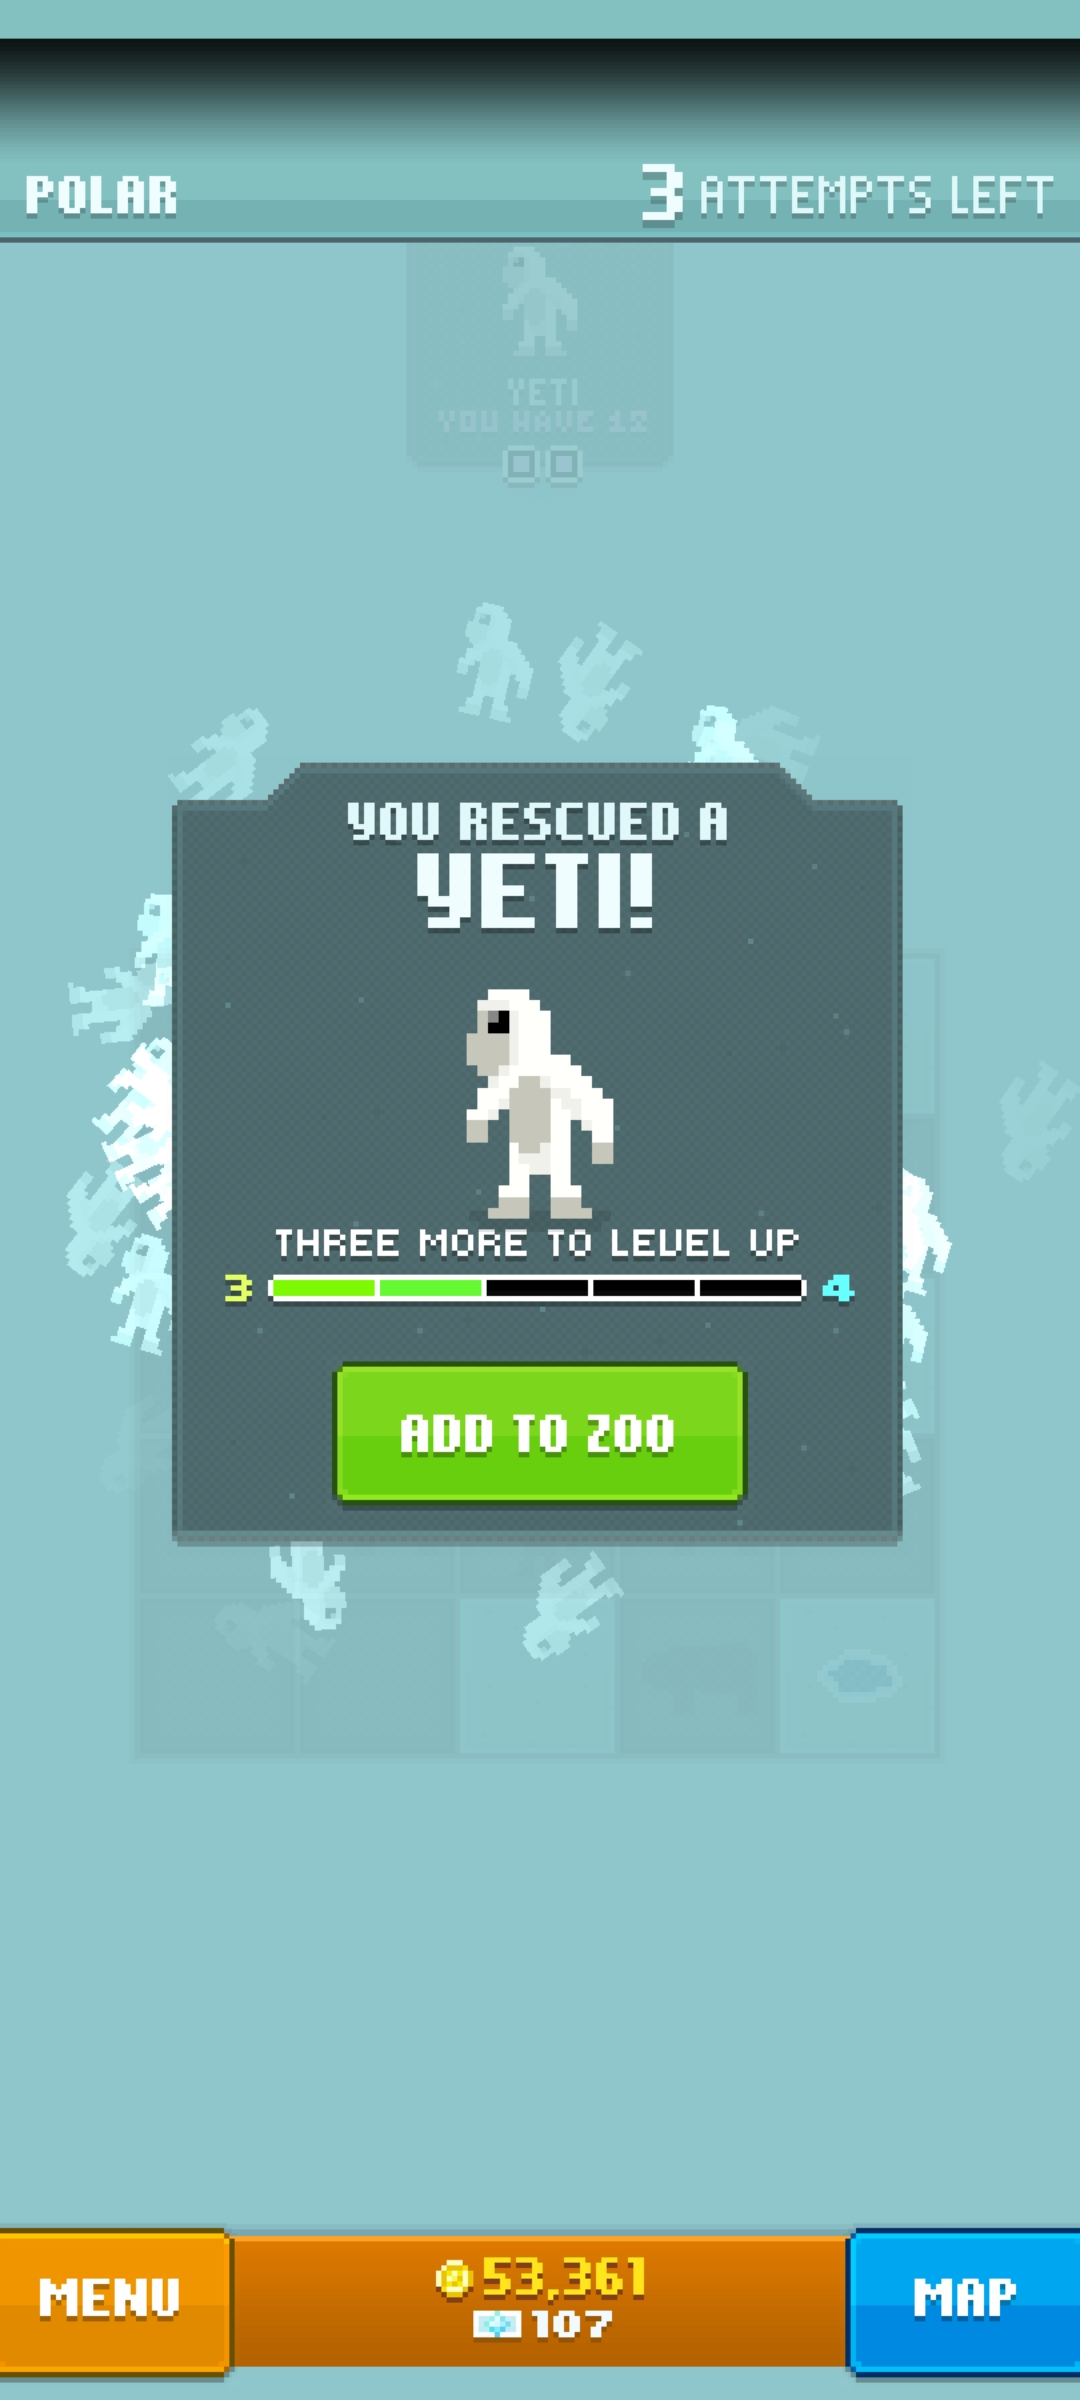 POLAR
3 ATTEMPTS LEFT
YETI
YOU HAVE 12
YOU RESCUED A
YETI!
THREE MORE TO LEVEL UP
3
4
ADD TO ZOO
MENU
53,361
107
MAP